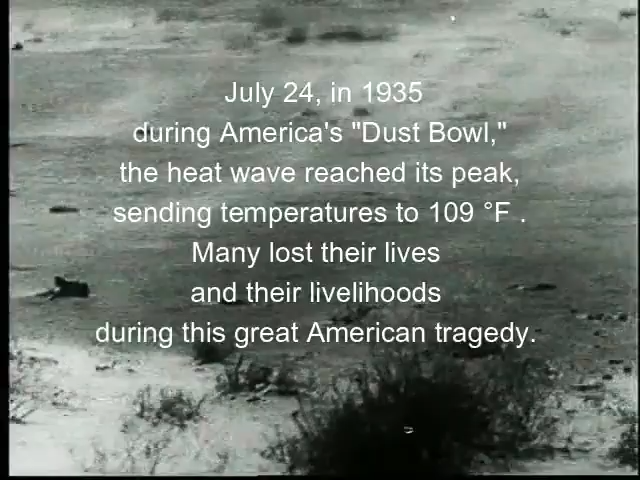 July 24, in 1935
during America's "Dust Bowl,"
the heat wave reached its peak,
sending temperatures to 109 °F .
Many lost their lives
and their livelihoods
during this great American tragedy.